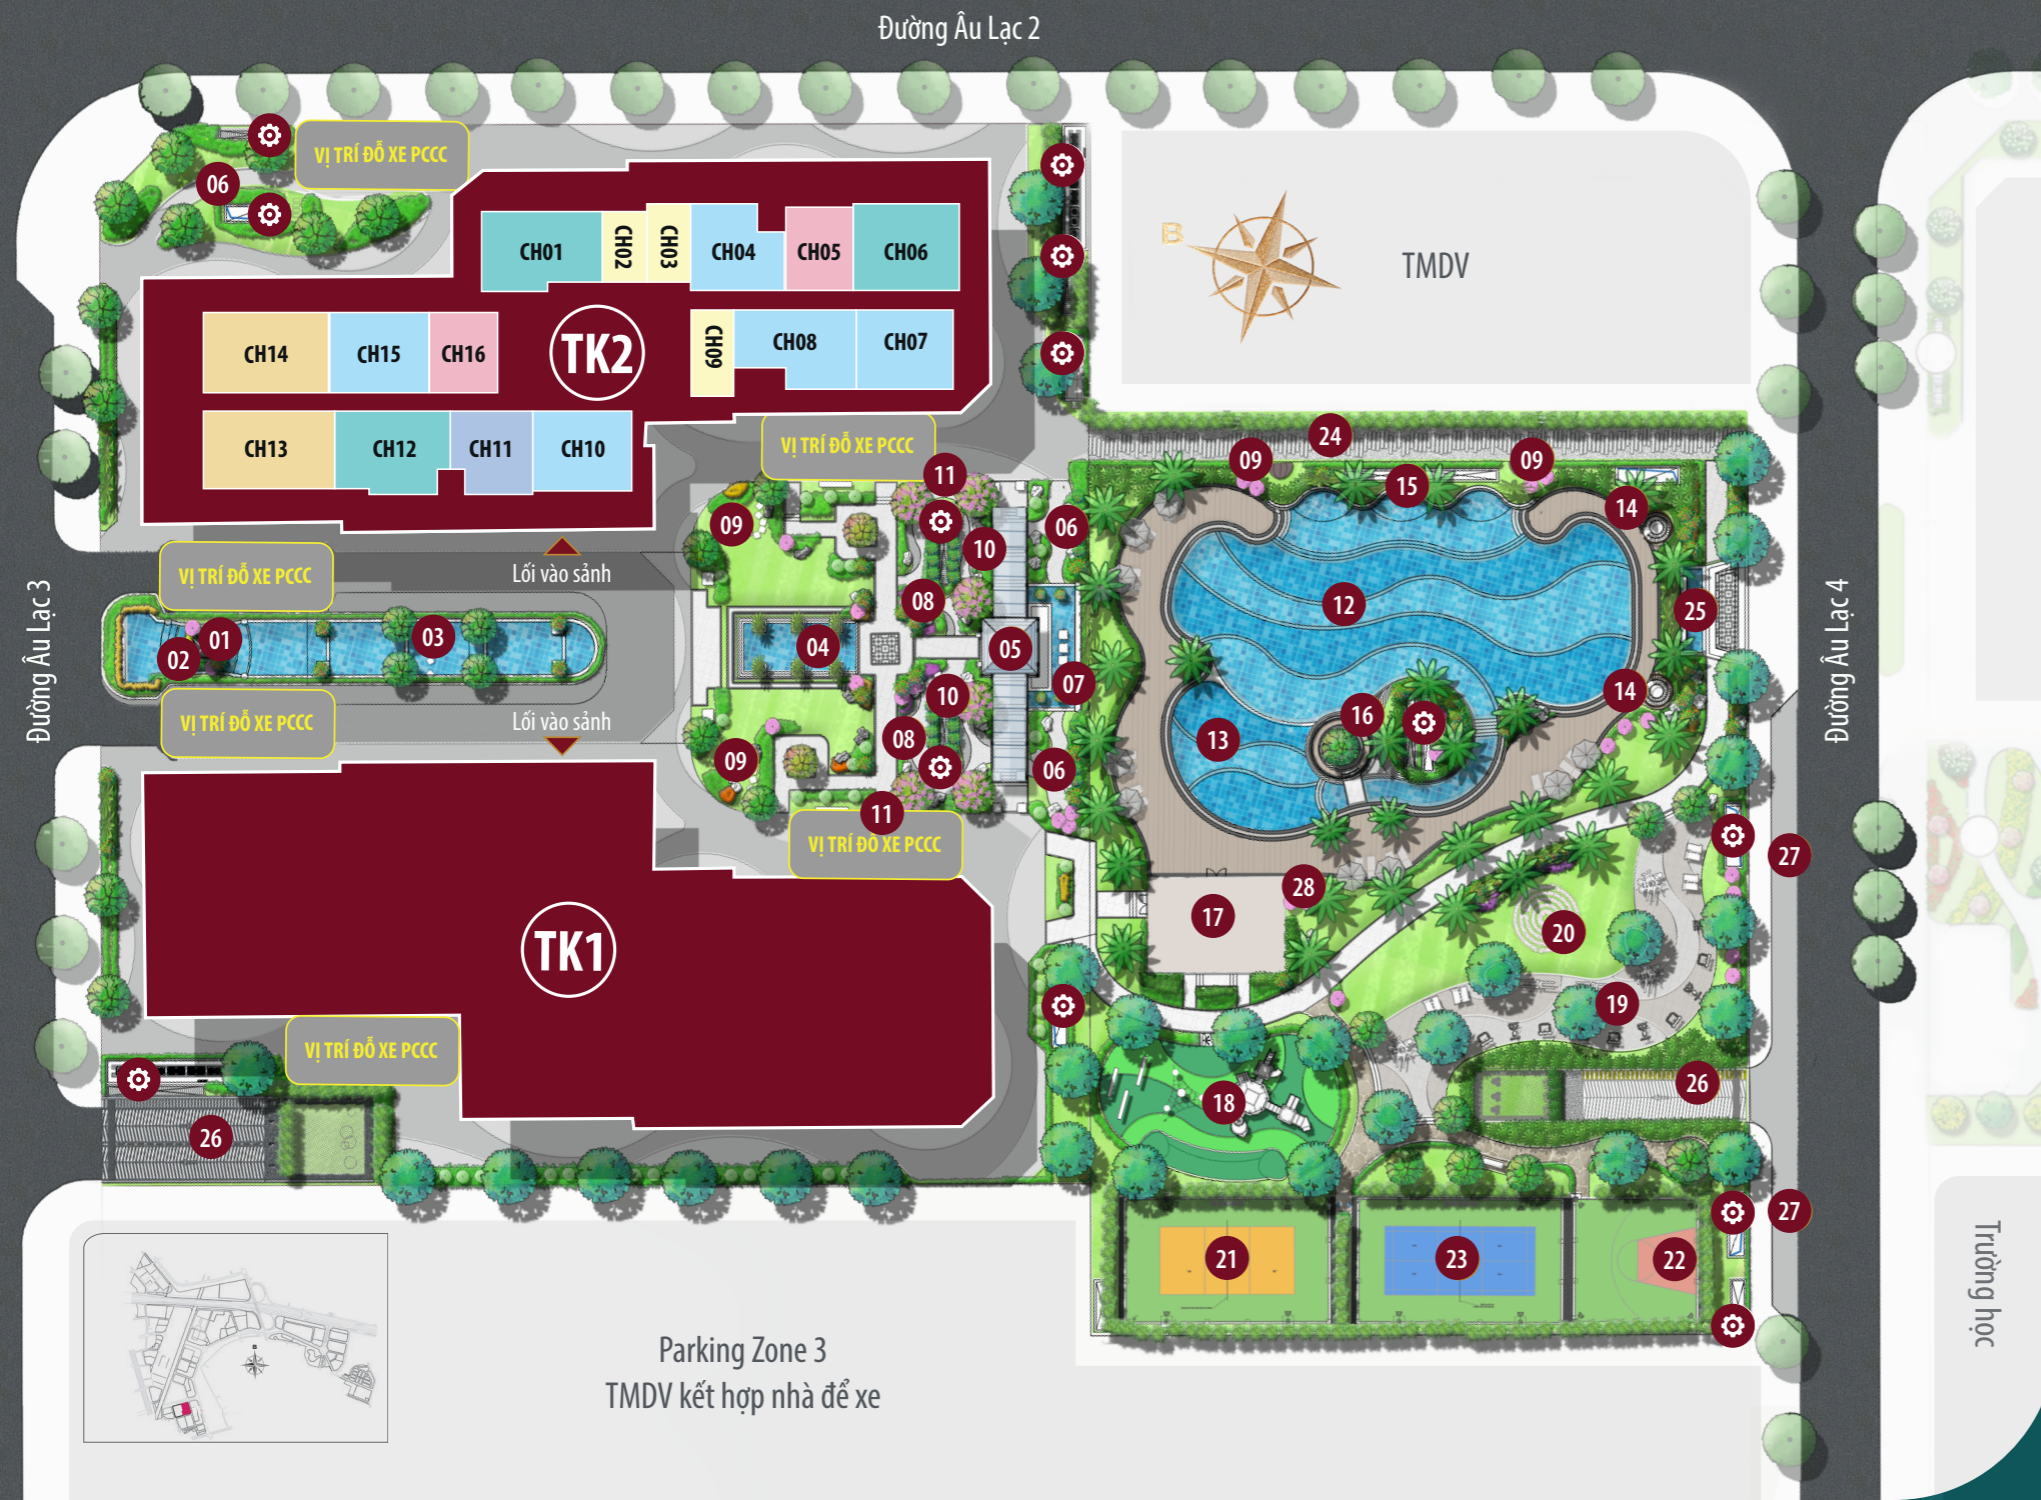 Đường Âu Lạc 2
VỊ TRÍ ĐỖ XE PCCC
06
CH01
CH02
CH03
CH04
CH05
CH06
B
TMDV
CH14
CH15
CH16
TK2
CH09
CH08
CH07
CH13
CH12
CH11
CH10
VỊ TRÍ ĐỖ XE PCCC
24
09
15
09
14
11
09
10
06
VỊ TRÍ ĐỖ XE PCCC
Lối vào sảnh
Đường Âu Lạc 3
01
02
03
04
08
05
07
12
25
14
Đường Âu Lạc 4
VỊ TRÍ ĐỖ XE PCCC
Lối vào sảnh
10
08
09
06
16
13
11
VỊ TRÍ ĐỖ XE PCCC
27
28
17
20
TK1
19
VỊ TRÍ ĐỖ XE PCCC
26
18
26
27
21
23
22
Trường học
Parking Zone 3
TMDV kết hợp nhà để xe